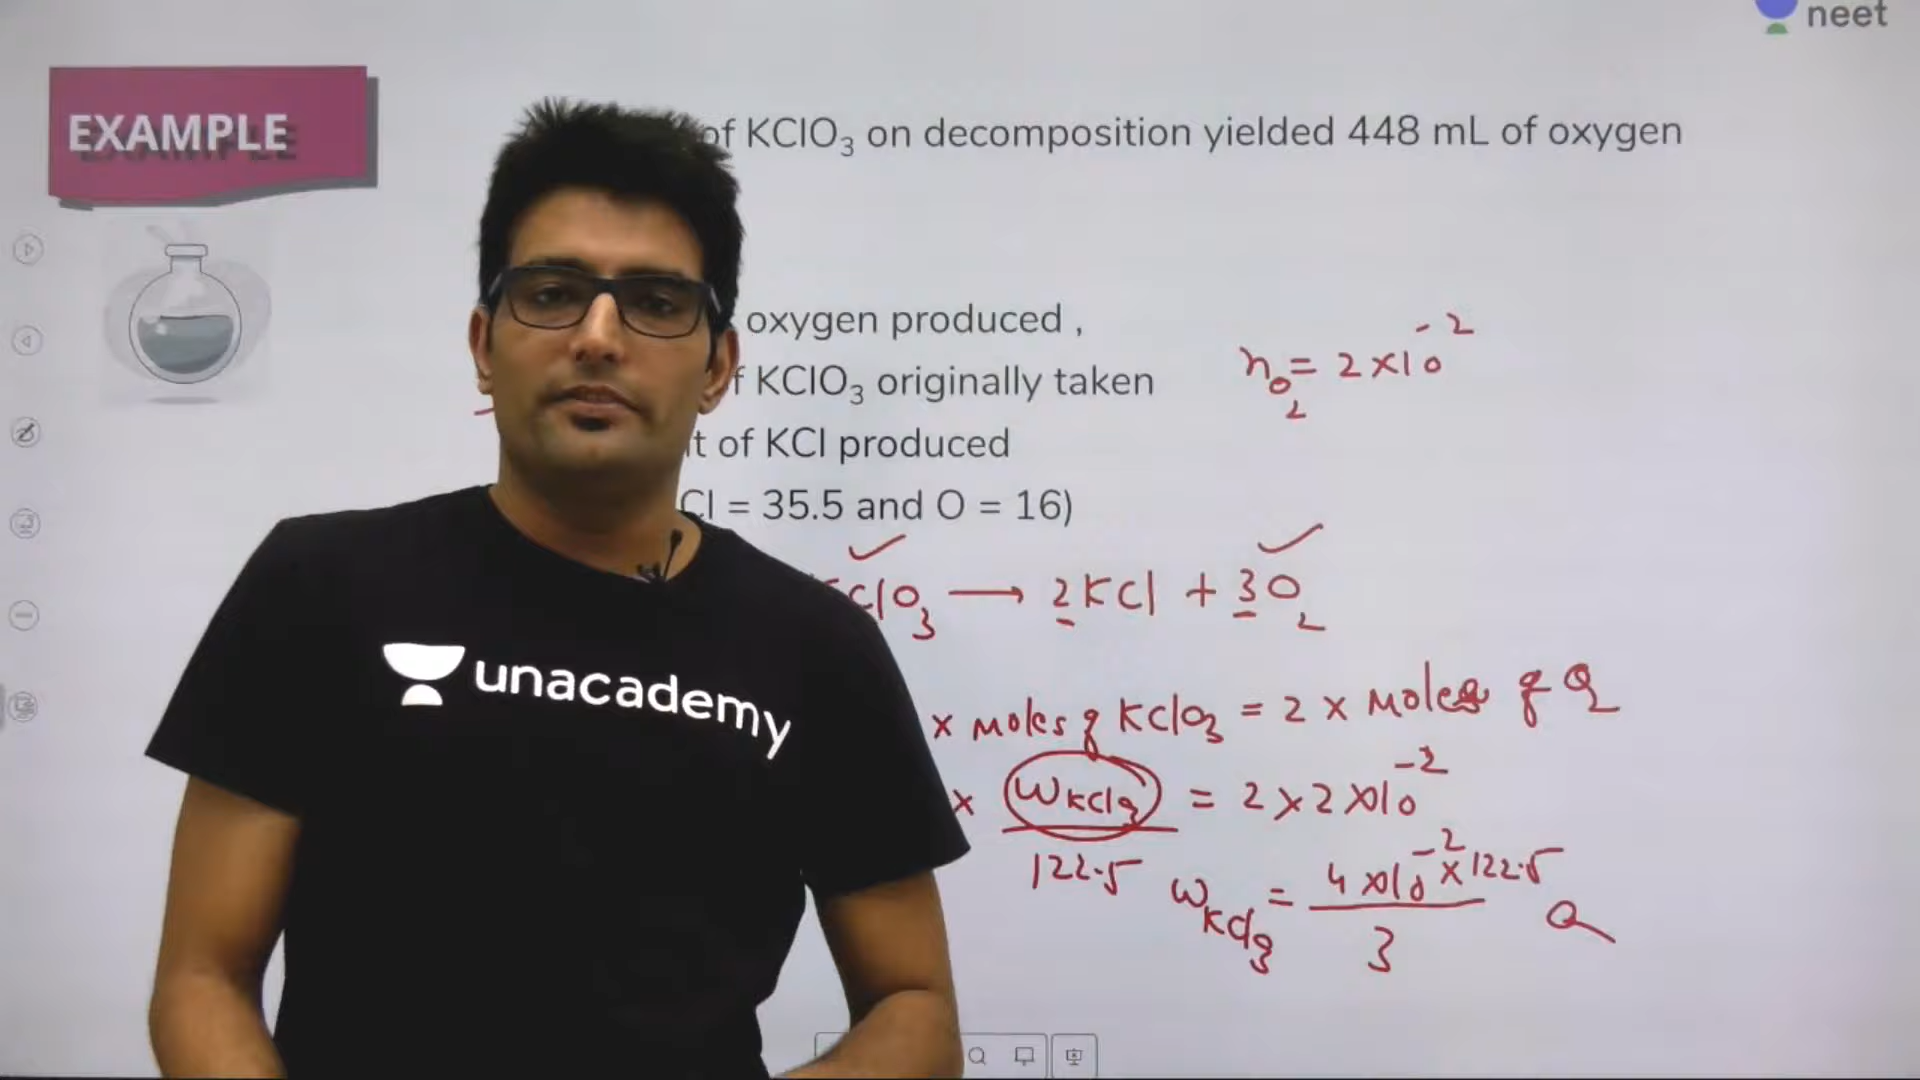 neet
EXAMPLE
of KClO₃ on decomposition yielded 448 mL of oxygen
oxygen produced ,
f KClO₃ originally taken
t of KCl produced
Cl = 35.5 and O = 16)
n_O₂ = 2×10⁻²
KClO₃ ⟶ 2KCl + 3O₂
× moles of KClO₃ = 2 × moles of O₂
× W_KClO₃ / 122.5 = 2×2×10⁻²
W_KClO₃ = 4×10⁻²×122.5 / 3
unacademy